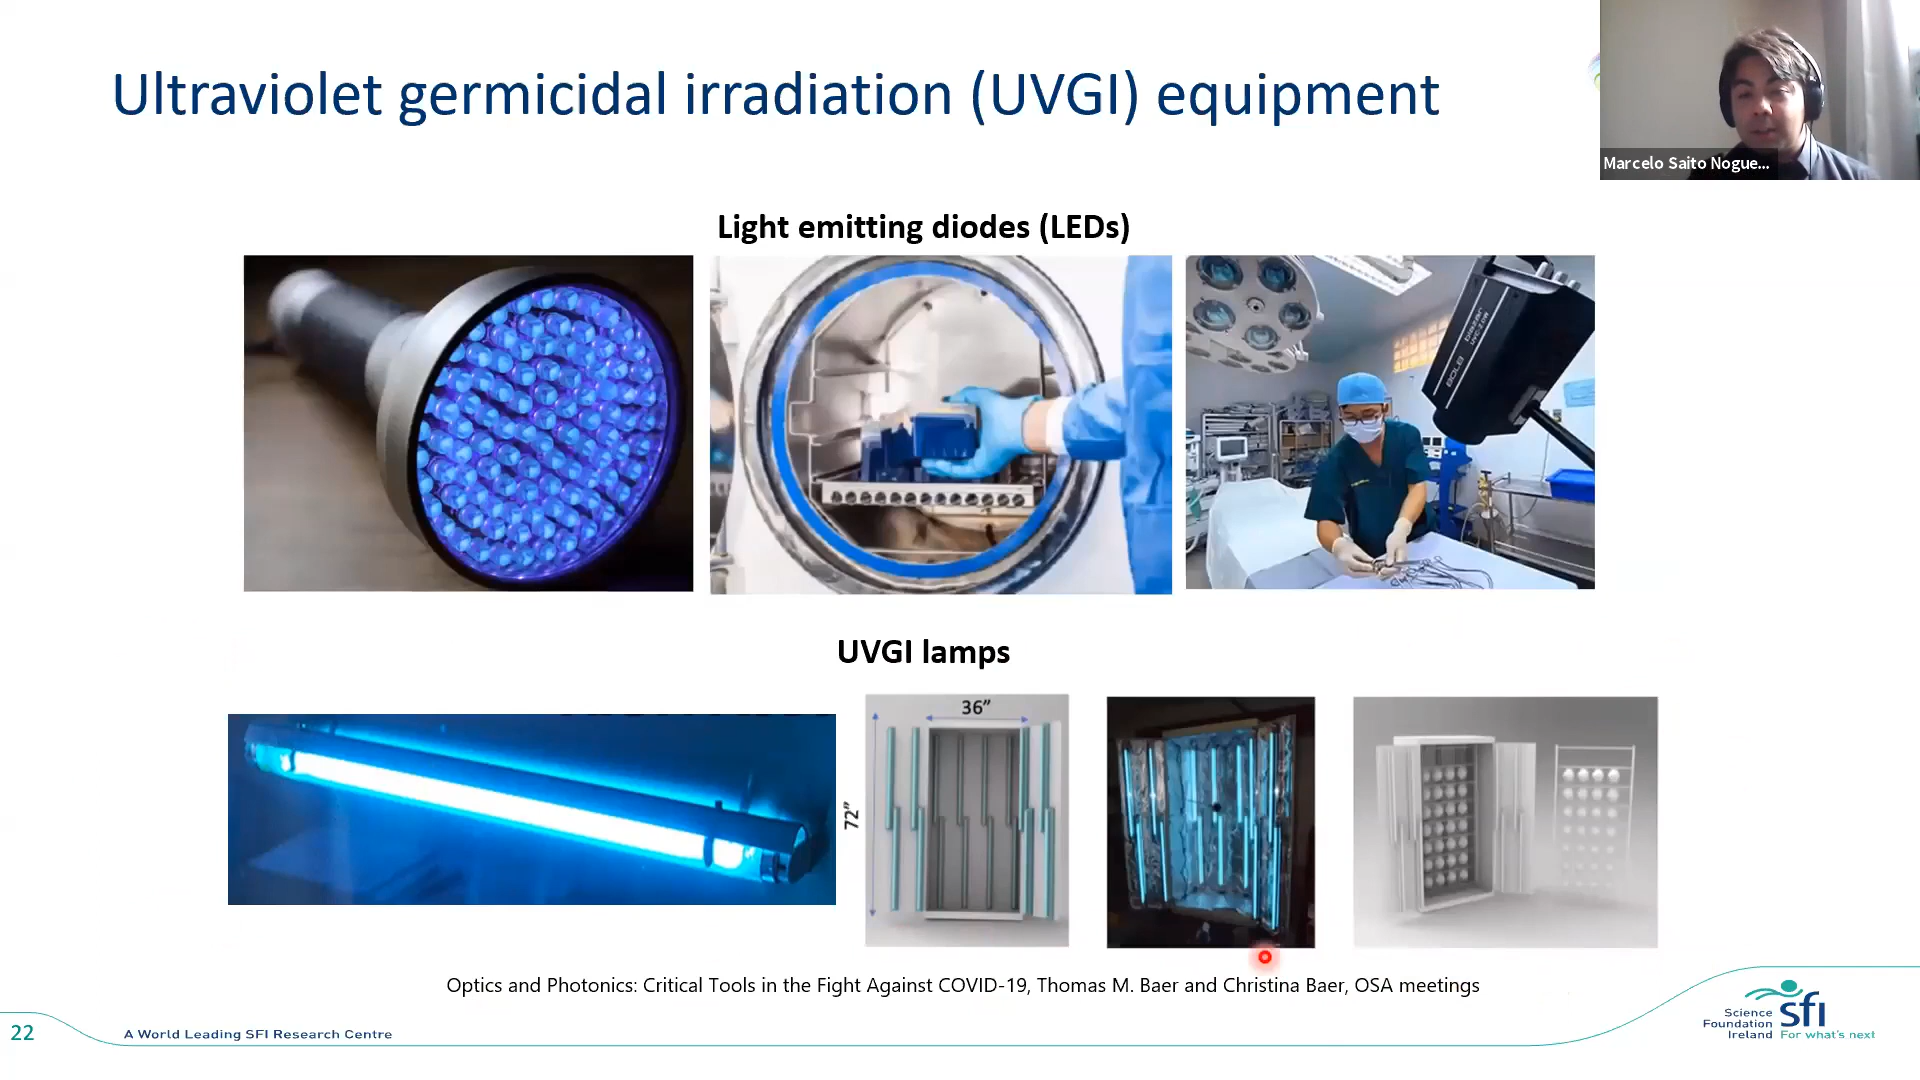 Ultraviolet germicidal irradiation (UVGI) equipment
Marcelo Saito Nogue...
Light emitting diodes (LEDs)
BOLB
UVGI lamps
36”
72”
Optics and Photonics: Critical Tools in the Fight Against COVID-19, Thomas M. Baer and Christina Baer, OSA meetings
22
A World Leading SFI Research Centre
Science
Foundation
Ireland
sfi
For what's next